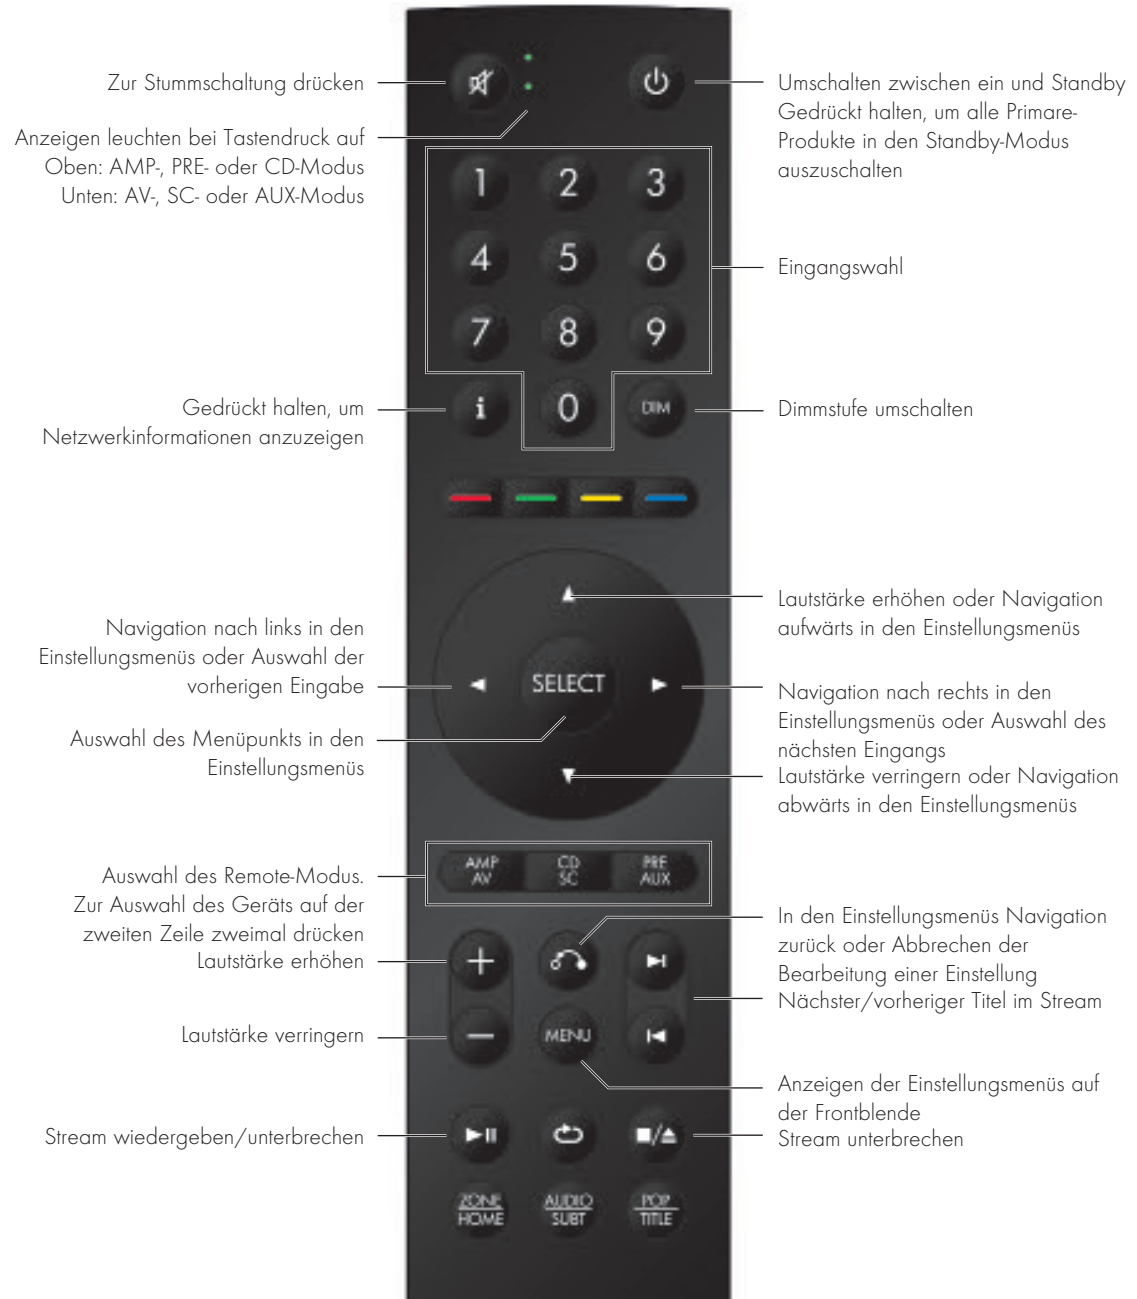 Zur Stummschaltung drücken
Anzeigen leuchten bei Tastendruck auf
Oben: AMP-, PRE- oder CD-Modus
Unten: AV-, SC- oder AUX-Modus
Umschalten zwischen ein und Standby
Gedrückt halten, um alle Primare-
Produkte in den Standby-Modus
auszuschalten
1 2 3
4 5 6
7 8 9
Eingangswahl
Gedrückt halten, um
Netzwerkinformationen anzuzeigen
i 0 DIM
Dimmstufe umschalten
Lautstärke erhöhen oder Navigation
aufwärts in den Einstellungsmenüs
Navigation nach links in den
Einstellungsmenüs oder Auswahl der
vorherigen Eingabe
SELECT
Navigation nach rechts in den
Einstellungsmenüs oder Auswahl des
nächsten Eingangs
Auswahl des Menüpunkts in den
Einstellungsmenüs
Lautstärke verringern oder Navigation
abwärts in den Einstellungsmenüs
AMP
AV
CD
SC
PRE
AUX
Auswahl des Remote-Modus.
Zur Auswahl des Geräts auf der
zweiten Zeile zweimal drücken
Lautstärke erhöhen
In den Einstellungsmenüs Navigation
zurück oder Abbrechen der
Bearbeitung einer Einstellung
Nächster/vorheriger Titel im Stream
Lautstärke verringern
MENU
Anzeigen der Einstellungsmenüs auf
der Frontblende
Stream wiedergeben/unterbrechen
Stream unterbrechen
ZONE
HOME
AUDIO
SUBT
POP
TITLE